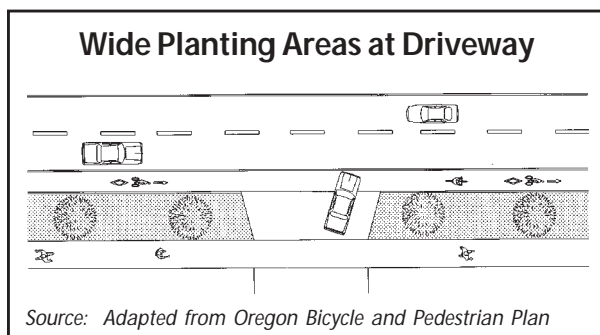 Wide Planting Areas at Driveway
Source: Adapted from Oregon Bicycle and Pedestrian Plan